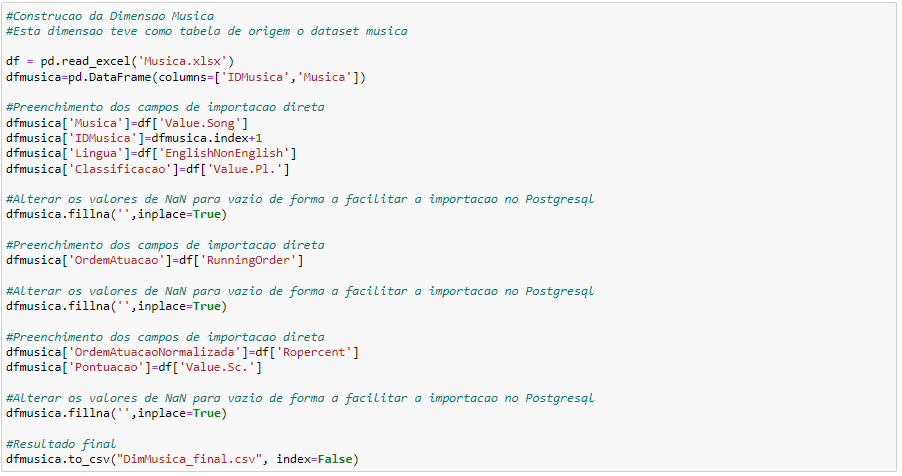 #Construcao da Dimensao Musica
#Esta dimensao teve como tabela de origem o dataset musica
df = pd.read_excel('Musica.xlsx')
dfmusica=pd.DataFrame(columns=['IDMusica','Musica'])
#Preenchimento dos campos de importacao direta
dfmusica['Musica']=df['Value.Song']
dfmusica['IDMusica']=dfmusica.index+1
dfmusica['Lingua']=df['EnglishNonEnglish']
dfmusica['Classificacao']=df['Value.Pl.']
#Alterar os valores de NaN para vazio de forma a facilitar a importacao no Postgresql
dfmusica.fillna('',inplace=True)
#Preenchimento dos campos de importacao direta
dfmusica['OrdemAtuacao']=df['RunningOrder']
#Alterar os valores de NaN para vazio de forma a facilitar a importacao no Postgresql
dfmusica.fillna('',inplace=True)
#Preenchimento dos campos de importacao direta
dfmusica['OrdemAtuacaoNormalizada']=df['Ropercent']
dfmusica['Pontuacao']=df['Value.Sc.']
#Alterar os valores de NaN para vazio de forma a facilitar a importacao no Postgresql
dfmusica.fillna('',inplace=True)
#Resultado final
dfmusica.to_csv("DimMusica_final.csv", index=False)